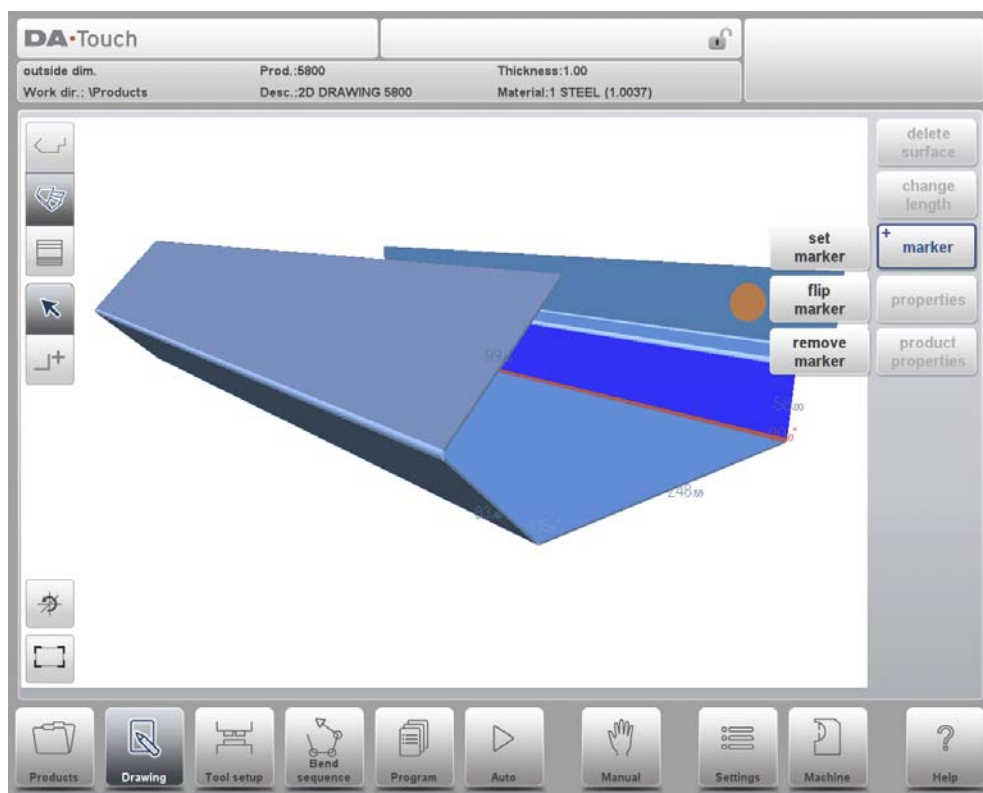 DA·Touch
outside dim.
Prod.:5800
Thickness:1.00
Work dir.: \Products
Desc.:2D DRAWING 5800
Material:1 STEEL (1.0037)
delete
surface
change
length
set
marker
+ marker
flip
marker
properties
remove
marker
product
properties
248.55
Products
Drawing
Tool setup
Bend
sequence
Program
Auto
Manual
Settings
Machine
Help